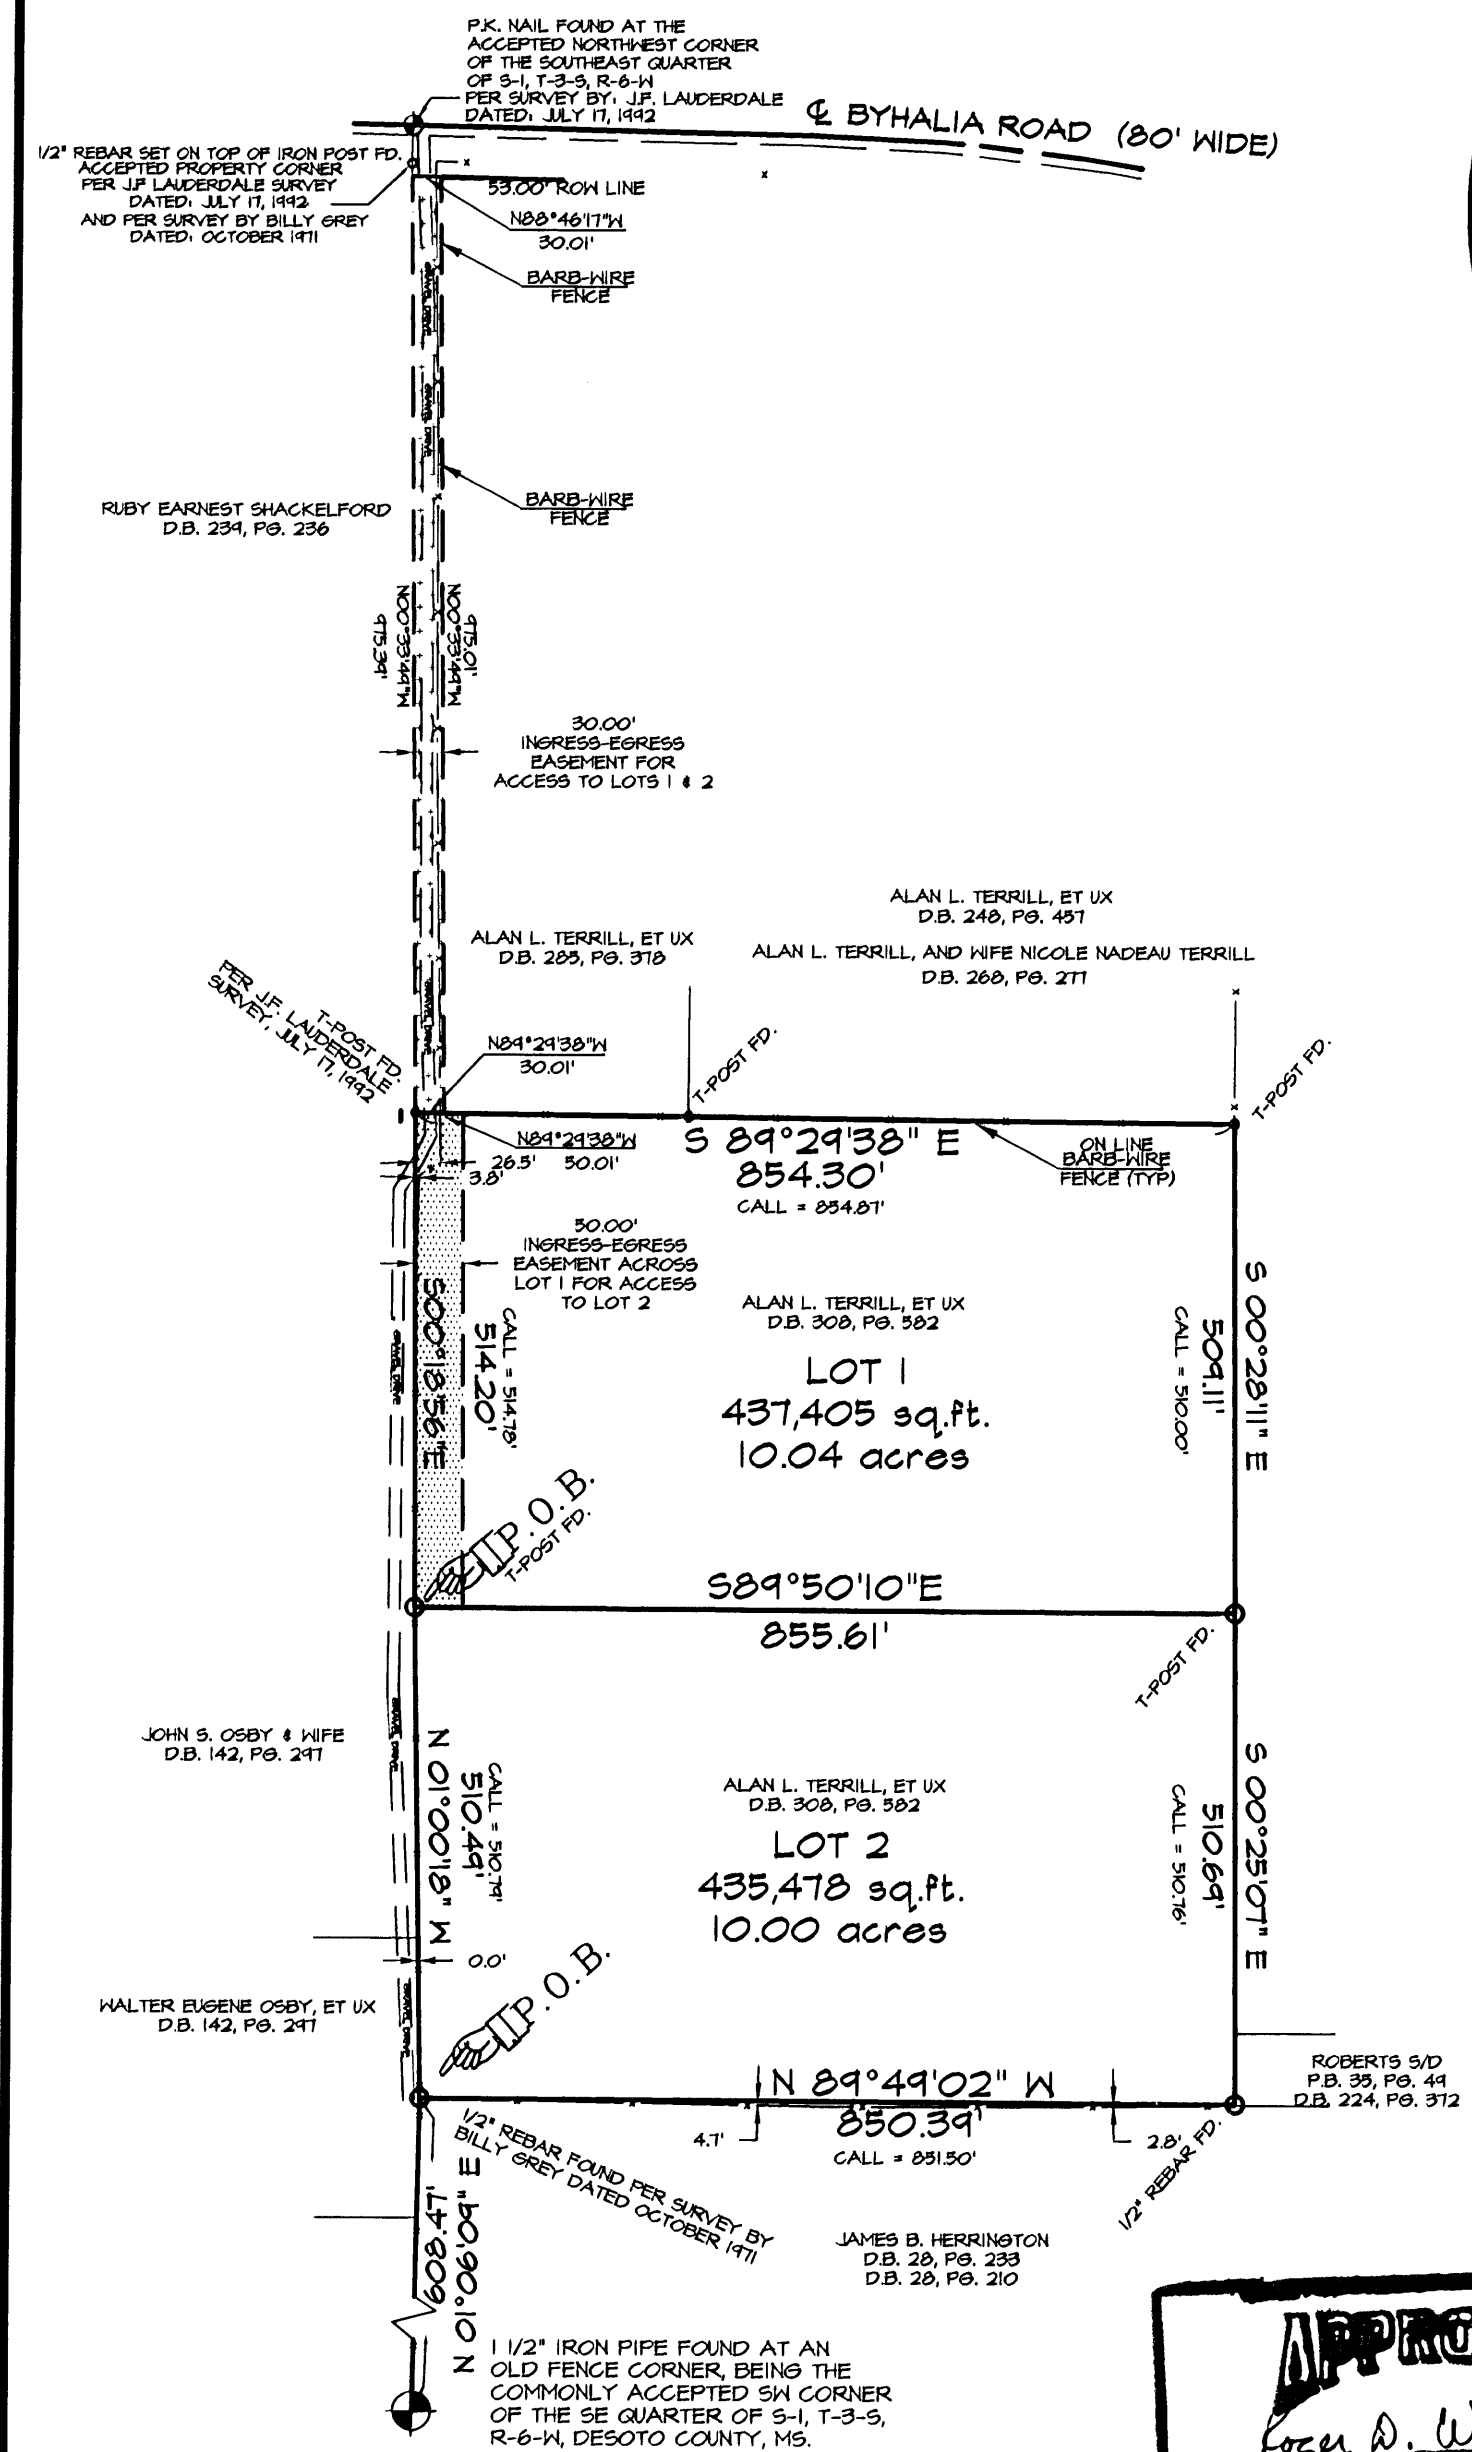 P.K. NAIL FOUND AT THE
ACCEPTED NORTHWEST CORNER
OF THE SOUTHEAST QUARTER
OF S-1, T-3-S, R-6-W
PER SURVEY BY: J.F. LAUDERDALE
DATED: JULY 17, 1992
℄ BYHALIA ROAD (80' WIDE)
1/2" REBAR SET ON TOP OF IRON POST FD.
ACCEPTED PROPERTY CORNER
PER J.F LAUDERDALE SURVEY
DATED: JULY 17, 1992
AND PER SURVEY BY BILLY GREY
DATED: OCTOBER 1971
53.00' ROW LINE
N88°46'17"W
30.01'
BARB-WIRE
FENCE
GRAVEL DRIVE
GRAVEL DRIVE
BARB-WIRE
FENCE
RUBY EARNEST SHACKELFORD
D.B. 239, PG. 236
N00°33'49"W
975.39'
975.01'
N00°33'49"W
30.00'
INGRESS-EGRESS
EASEMENT FOR
ACCESS TO LOTS 1 & 2
ALAN L. TERRILL, ET UX
D.B. 248, PG. 457
ALAN L. TERRILL, ET UX
D.B. 285, PG. 378
ALAN L. TERRILL, AND WIFE NICOLE NADEAU TERRILL
D.B. 268, PG. 277
T-POST FD.
PER J.F. LAUDERDALE
SURVEY, JULY 17, 1992
GRAVEL DRIVE
N89°29'38"W
30.01'
T-POST FD.
T-POST FD.
N89°29'38"W
26.5' 50.01'
3.8'
S 89°29'38" E
854.30'
CALL = 854.87'
ON LINE
BARB-WIRE
FENCE (TYP)
50.00'
INGRESS-EGRESS
EASEMENT ACROSS
LOT 1 FOR ACCESS
TO LOT 2
S00°18'56"E
514.20'
CALL = 514.78'
GRAVEL DRIVE
ALAN L. TERRILL, ET UX
D.B. 308, PG. 582
LOT 1
437,405 sq.ft.
10.04 acres
S 00°28'11" E
509.11'
CALL = 510.00'
P.O.B.
T-POST FD.
S89°50'10"E
855.61'
T-POST FD.
JOHN S. OSBY & WIFE
D.B. 142, PG. 297
GRAVEL DRIVE
N 01°00'18" W
510.49'
CALL = 510.79'
ALAN L. TERRILL, ET UX
D.B. 308, PG. 582
LOT 2
435,478 sq.ft.
10.00 acres
S 00°25'07" E
510.69'
CALL = 510.76'
0.0'
WALTER EUGENE OSBY, ET UX
D.B. 142, PG. 297
GRAVEL DRIVE
P.O.B.
N 89°49'02" W
850.39'
CALL = 851.50'
4.7'
2.8'
1/2" REBAR FD.
ROBERTS S/D
P.B. 35, PG. 49
D.B. 224, PG. 372
1/2" REBAR FOUND PER SURVEY BY
BILLY GREY DATED OCTOBER 1971
N 01°06'09" E
608.47'
JAMES B. HERRINGTON
D.B. 28, PG. 233
D.B. 28, PG. 210
1 1/2" IRON PIPE FOUND AT AN
OLD FENCE CORNER, BEING THE
COMMONLY ACCEPTED SW CORNER
OF THE SE QUARTER OF S-1, T-3-S,
R-6-W, DESOTO COUNTY, MS.
APPRO
Roger D. W